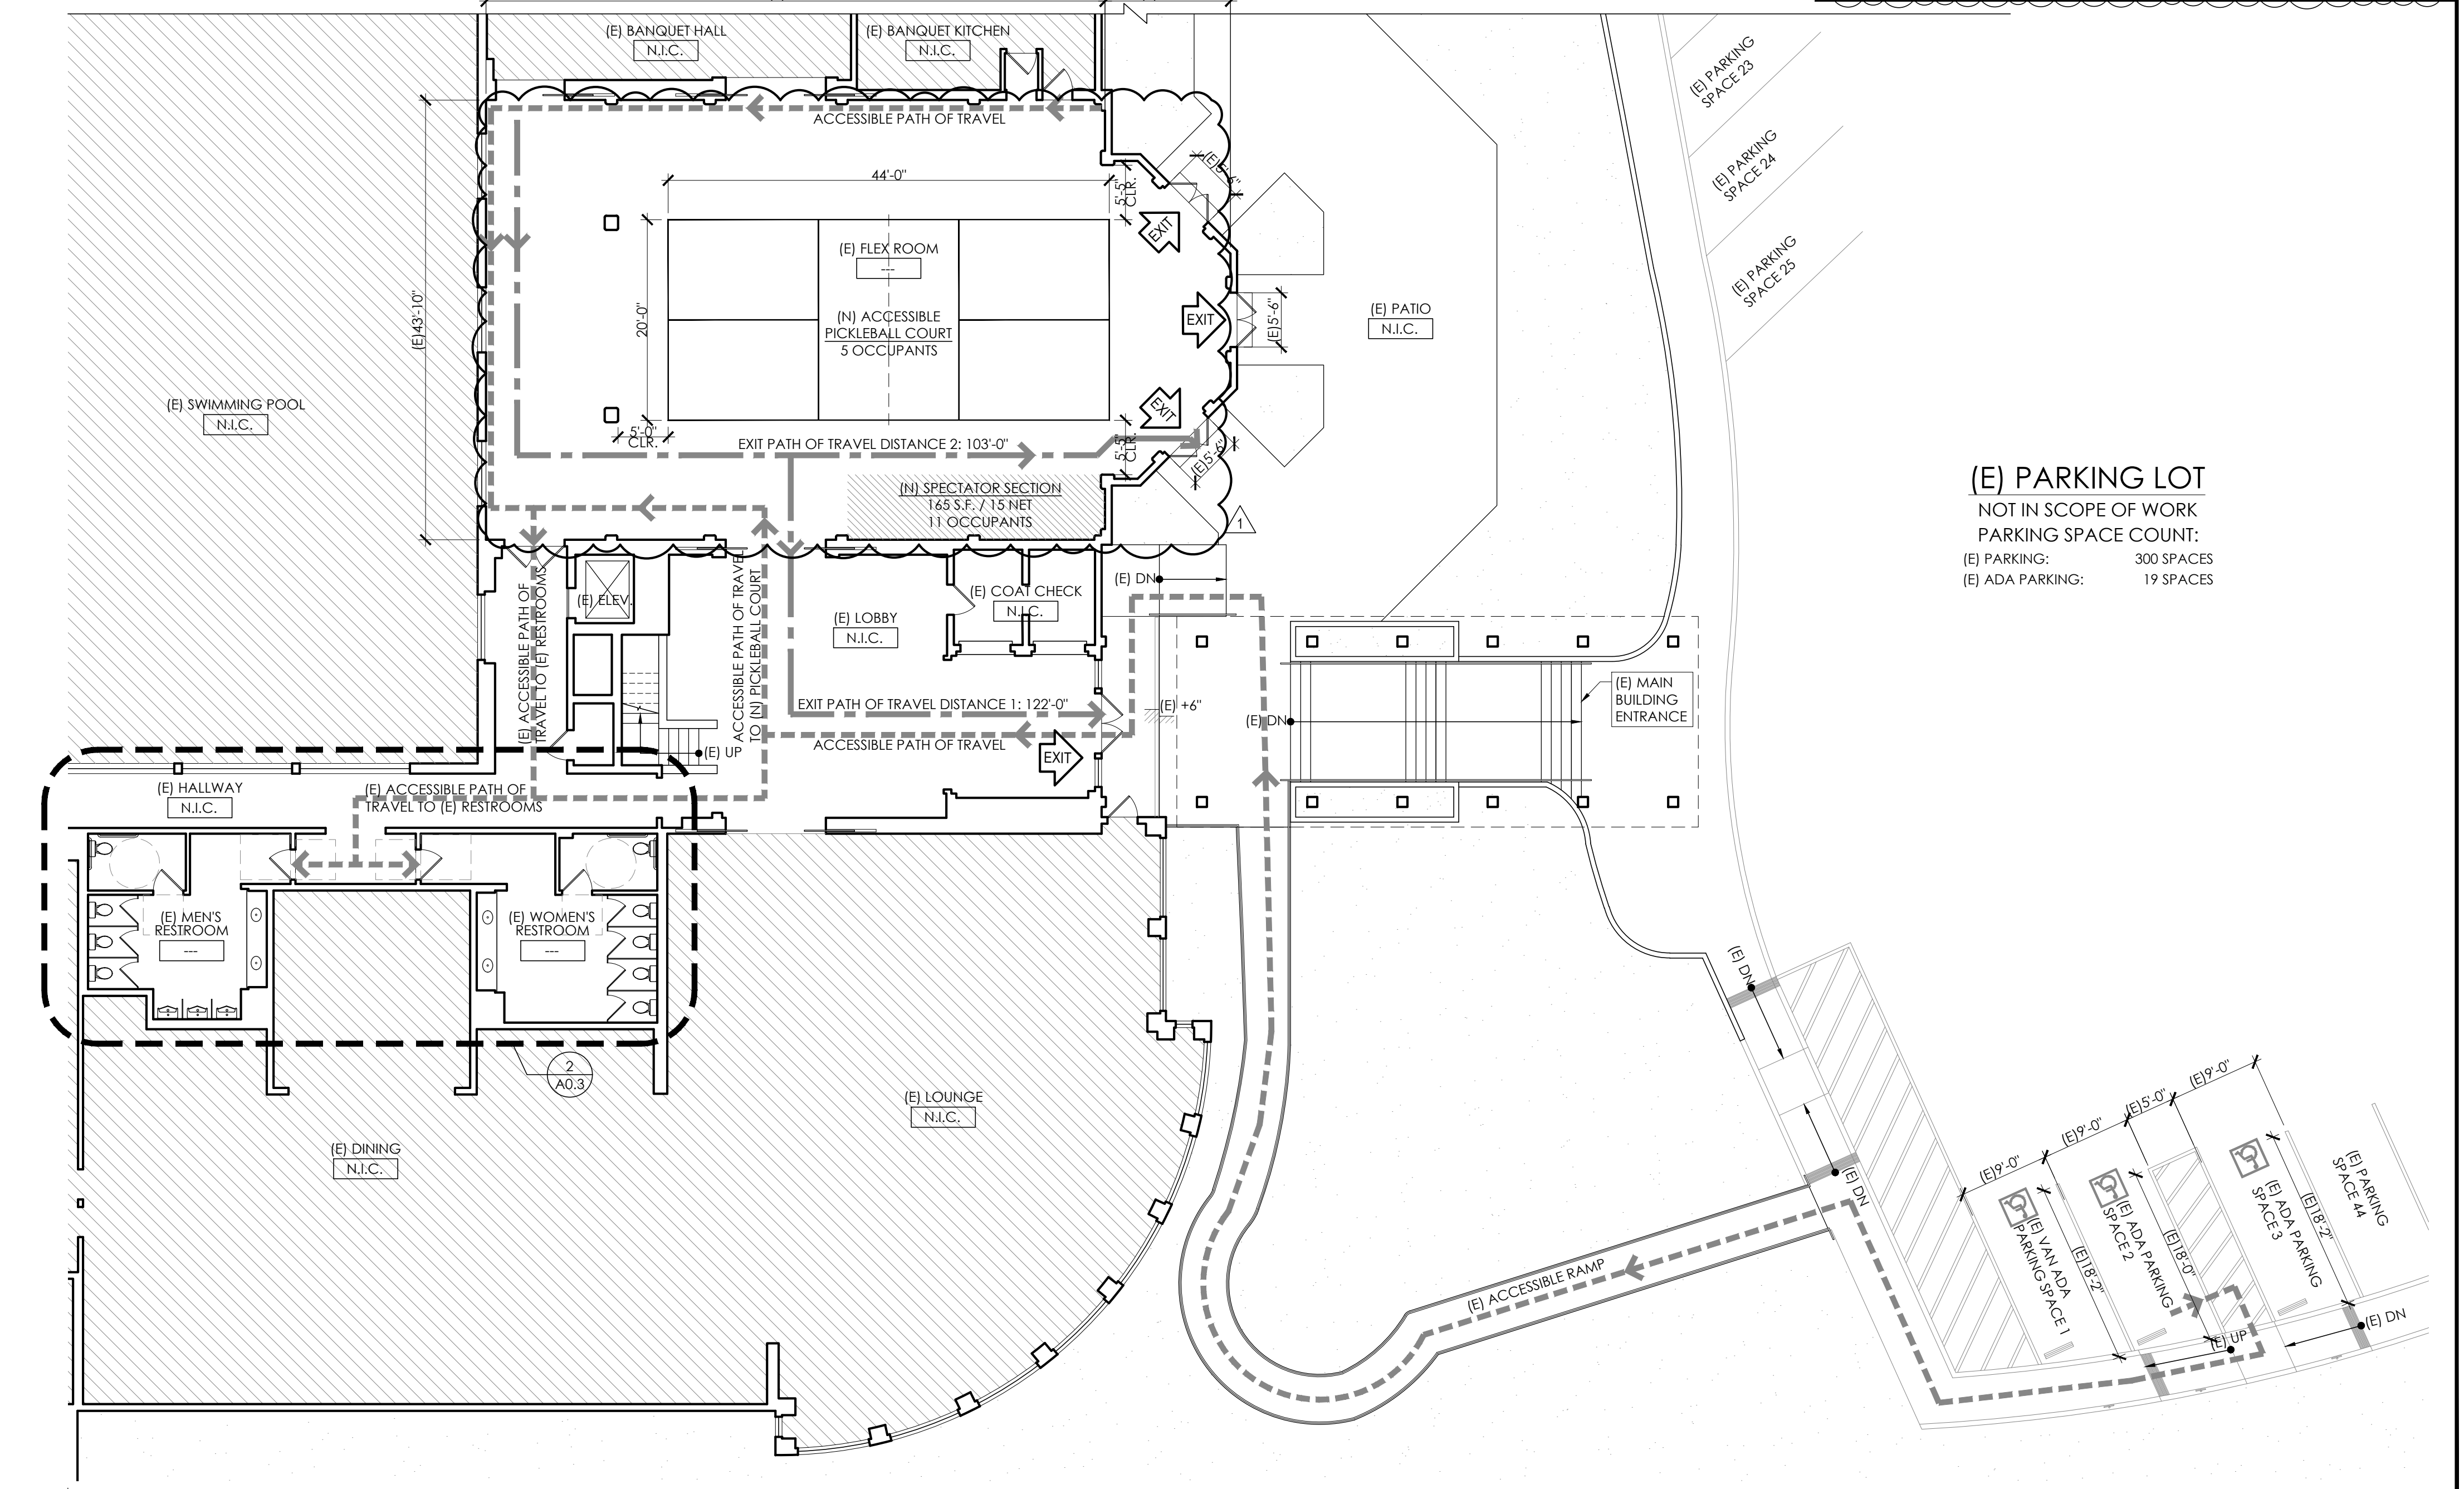 (E) BANQUET HALL
N.I.C.
(E) BANQUET KITCHEN
N.I.C.
ACCESSIBLE PATH OF TRAVEL
44'-0"
5'-5"
CLR.
(E)5'-6"
EXIT
(E) FLEX ROOM
---
(N) ACCESSIBLE
PICKLEBALL COURT
5 OCCUPANTS
20'-0"
(E)43'-10"
EXIT
(E)5'-6"
EXIT
(E) PATIO
N.I.C.
(E) PARKING
SPACE 23
(E) PARKING
SPACE 24
(E) PARKING
SPACE 25
(E) SWIMMING POOL
N.I.C.
5'-0"
CLR.
EXIT PATH OF TRAVEL DISTANCE 2: 103'-0"
5'-5"
CLR.
(E)5'-6"
(N) SPECTATOR SECTION
165 S.F. / 15 NET
11 OCCUPANTS
1
(E) PARKING LOT
NOT IN SCOPE OF WORK
PARKING SPACE COUNT:
(E) PARKING: 300 SPACES
(E) ADA PARKING: 19 SPACES
(E) ACCESSIBLE PATH OF
TRAVEL TO (E) RESTROOMS
(E) ELEV.
ACCESSIBLE PATH OF TRAVEL
TO (N) PICKLEBALL COURT
(E) LOBBY
N.I.C.
(E) COAT CHECK
N.I.C.
(E) DN
EXIT PATH OF TRAVEL DISTANCE 1: 122'-0"
(E) +6"
(E) DN
(E) MAIN
BUILDING
ENTRANCE
ACCESSIBLE PATH OF TRAVEL
EXIT
(E) UP
(E) HALLWAY
N.I.C.
(E) ACCESSIBLE PATH OF
TRAVEL TO (E) RESTROOMS
(E) MEN'S
RESTROOM
---
(E) WOMEN'S
RESTROOM
---
2
A0.3
(E) DINING
N.I.C.
(E) LOUNGE
N.I.C.
(E) DN
(E) DN
(E) ACCESSIBLE RAMP
(E)9'-0"
(E)9'-0"
(E)5'-0"
(E)9'-0"
(E) VAN ADA
PARKING SPACE 1
(E)18'-2"
(E) ADA PARKING
SPACE 2
(E)18'-0"
(E) ADA PARKING
SPACE 3
(E)18'-2"
(E) PARKING
SPACE 44
(E) UP
(E) DN